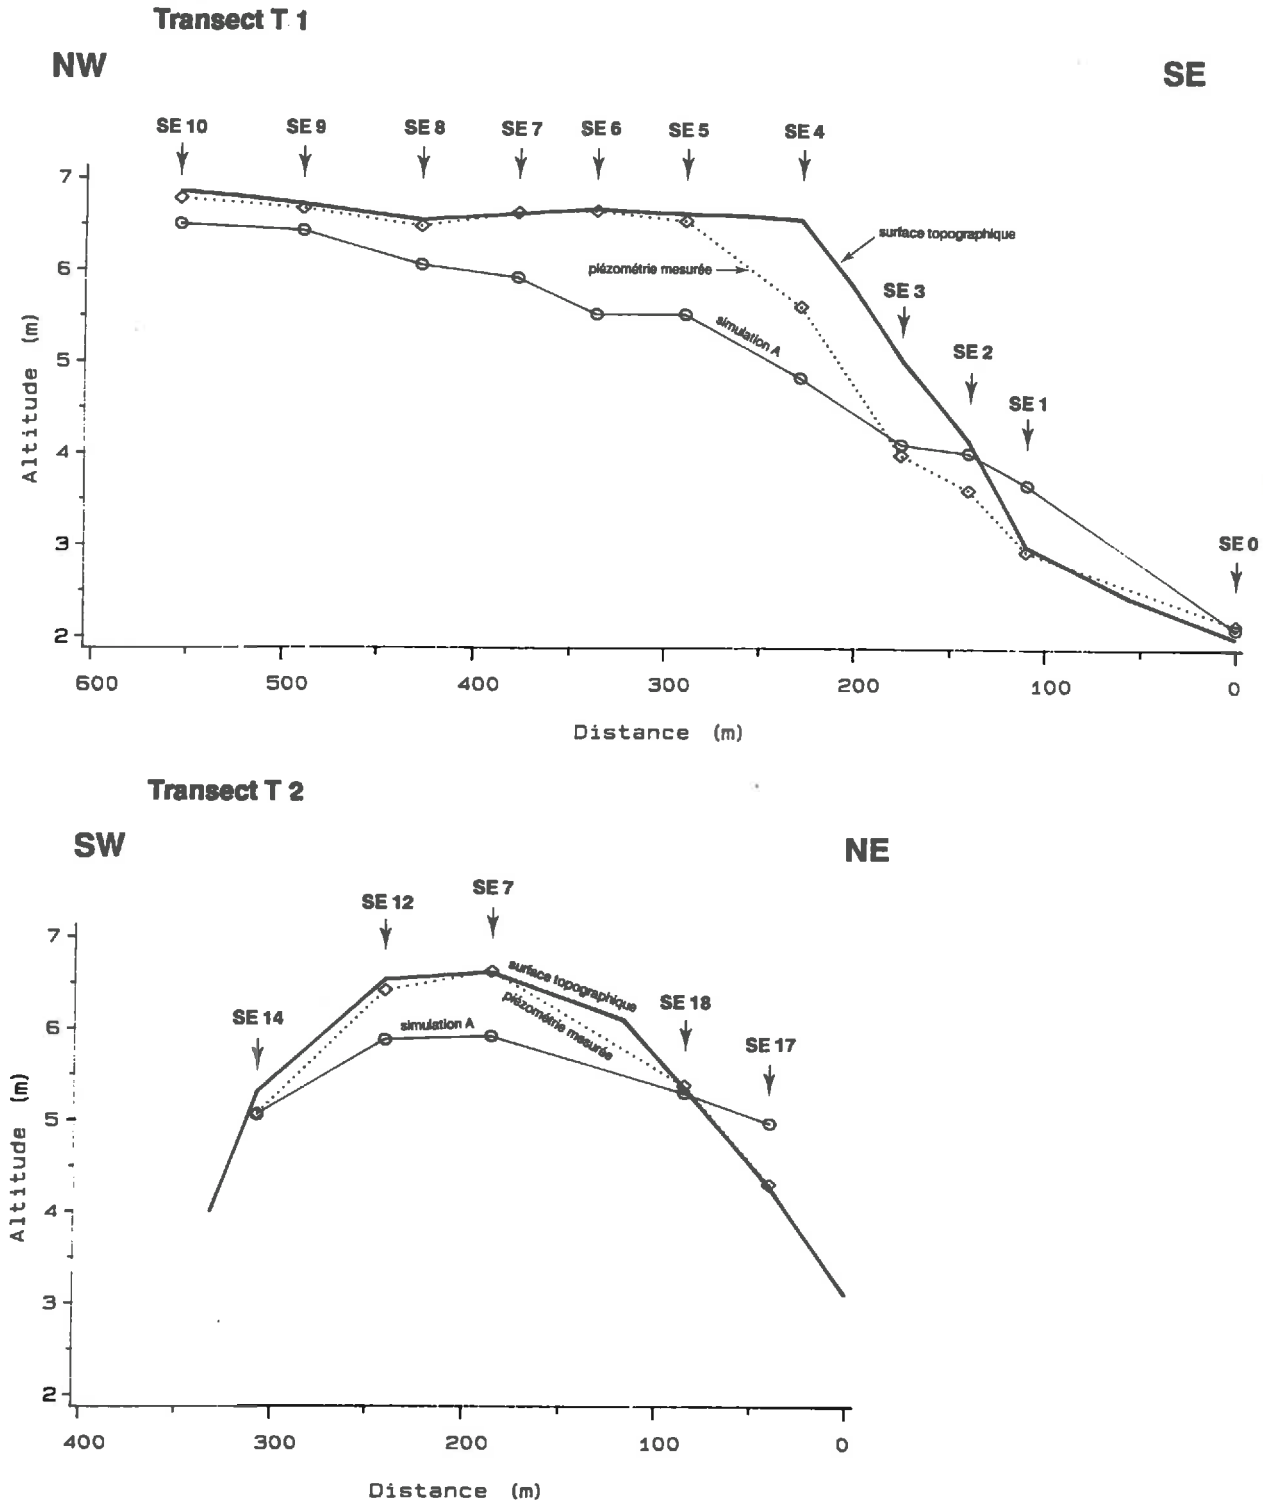 Transect T 1
NW
SE
SE 10 SE 9 SE 8 SE 7 SE 6 SE 5 SE 4
7
surface topographique
6
piézométrie mesurée
SE 3
simulation A
5
SE 2
SE 1
4
3
SE 0
2
Altitude (m)
600 500 400 300 200 100 0
Distance (m)
Transect T 2
SW
NE
SE 7
SE 12
7
surface topographique
piézométrie mesurée
SE 18
SE 14
simulation A
6
SE 17
5
4
3
2
Altitude (m)
400 300 200 100 0
Distance (m)